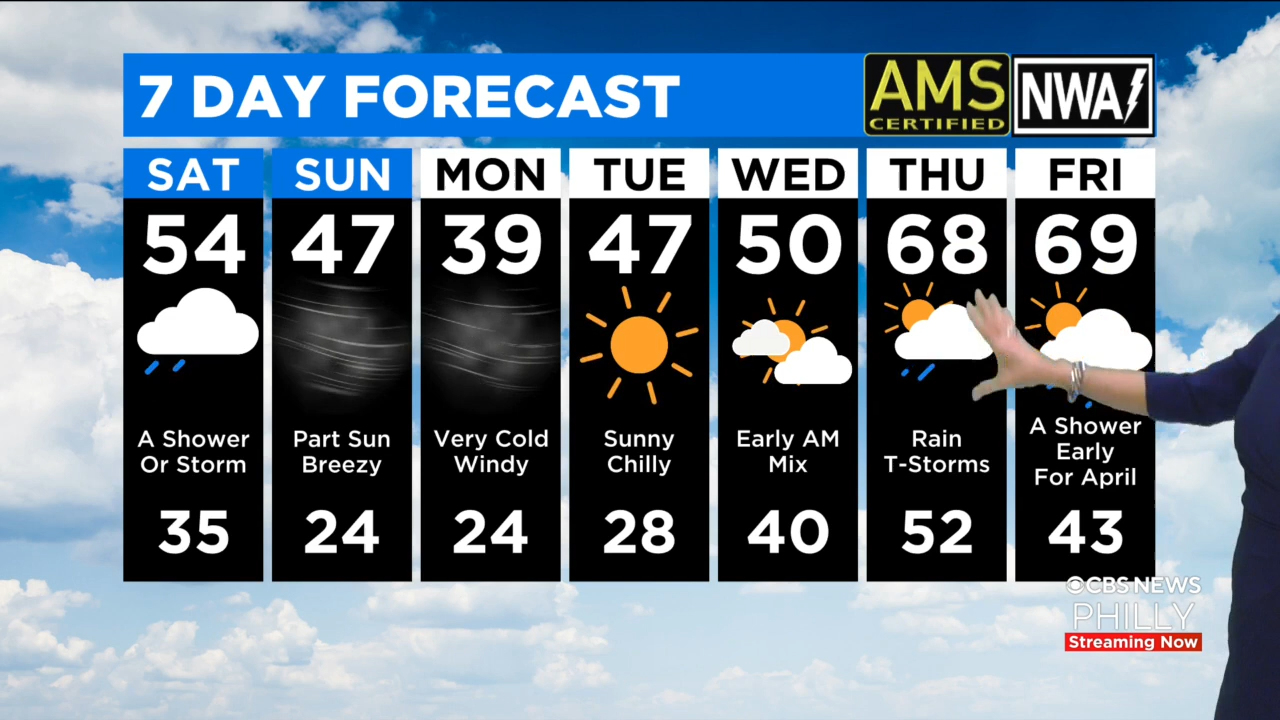 7 DAY FORECAST
AMS
CERTIFIED
NWA
SAT
54
A Shower
Or Storm
35
SUN
47
Part Sun
Breezy
24
MON
39
Very Cold
Windy
24
TUE
47
Sunny
Chilly
28
WED
50
Early AM
Mix
40
THU
68
Rain
T-Storms
52
FRI
69
A Shower
Early
For April
43
CBS NEWS
PHILLY
Streaming Now